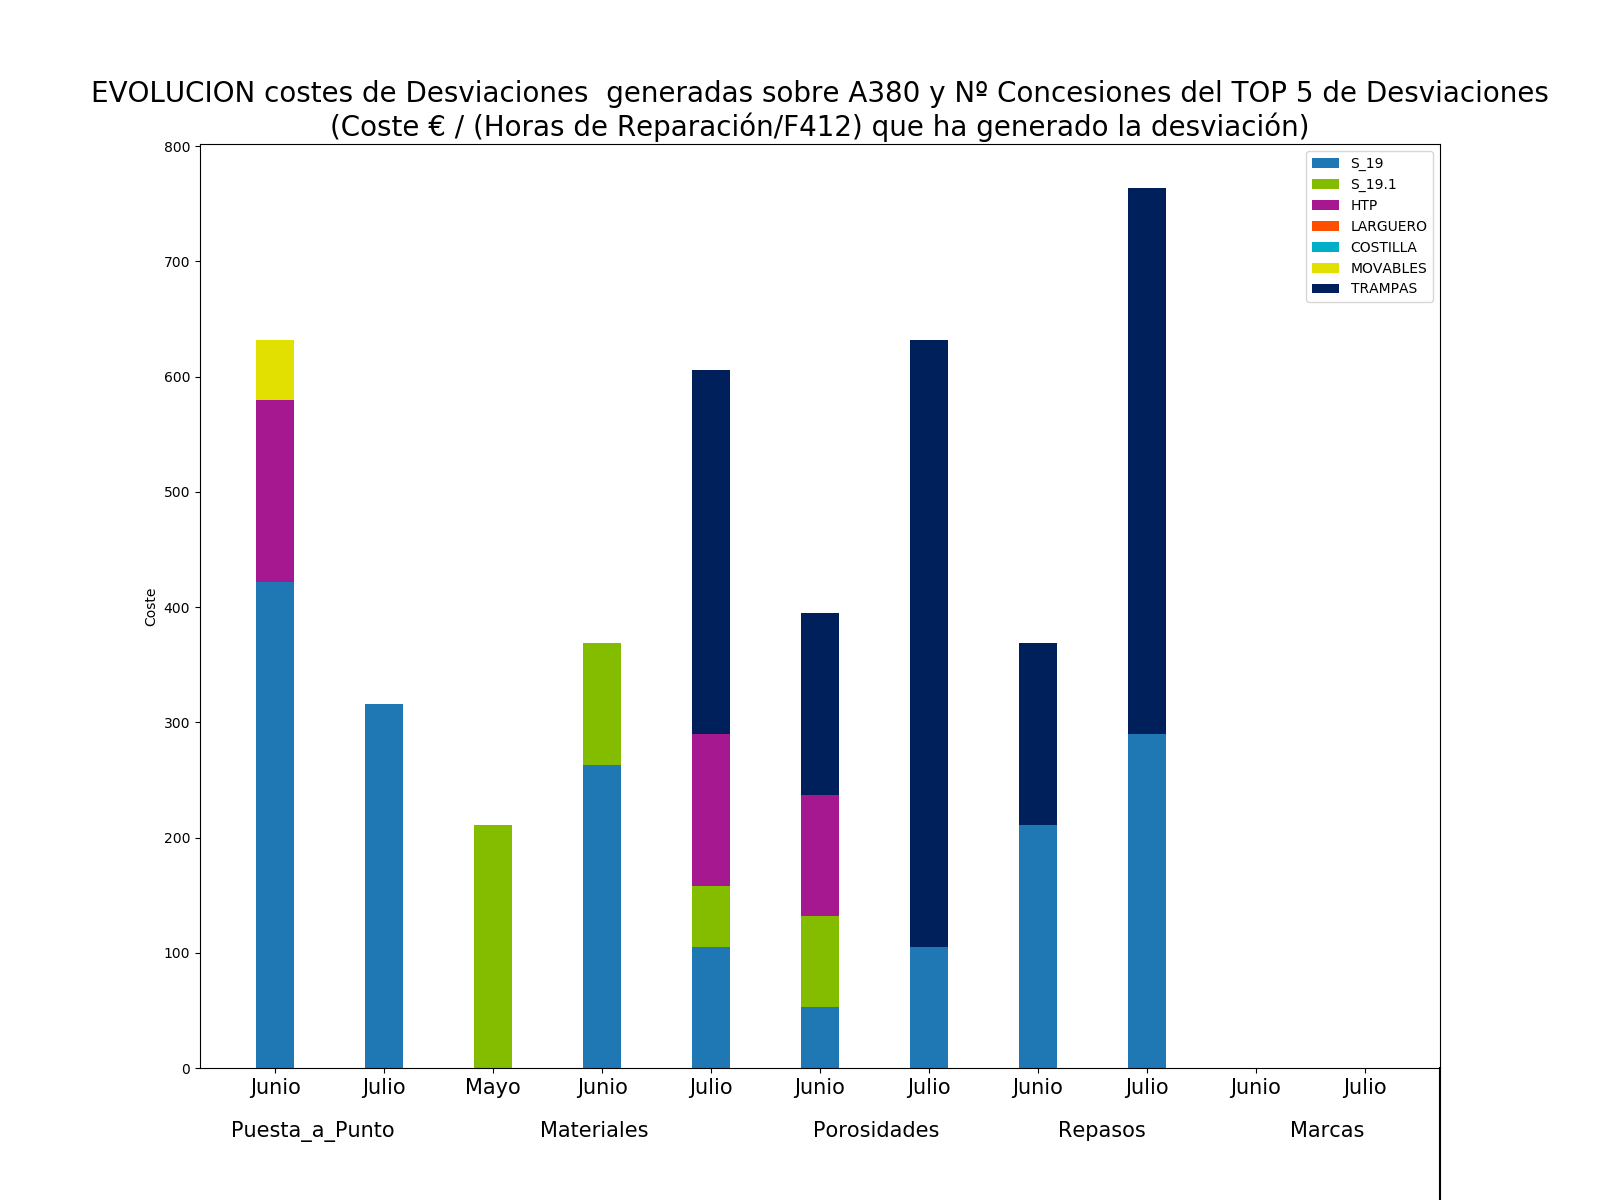 EVOLUCION costes de Desviaciones  generadas sobre A380 y Nº Concesiones del TOP 5 de Desviaciones
(Coste € / (Horas de Reparación/F412) que ha generado la desviación)
800
700
600
500
400
300
200
100
0
Coste
S_19
S_19.1
HTP
LARGUERO
COSTILLA
MOVABLES
TRAMPAS
Junio Julio Mayo Junio Julio Junio Julio Junio Julio Junio Julio
Puesta_a_Punto Materiales Porosidades Repasos Marcas